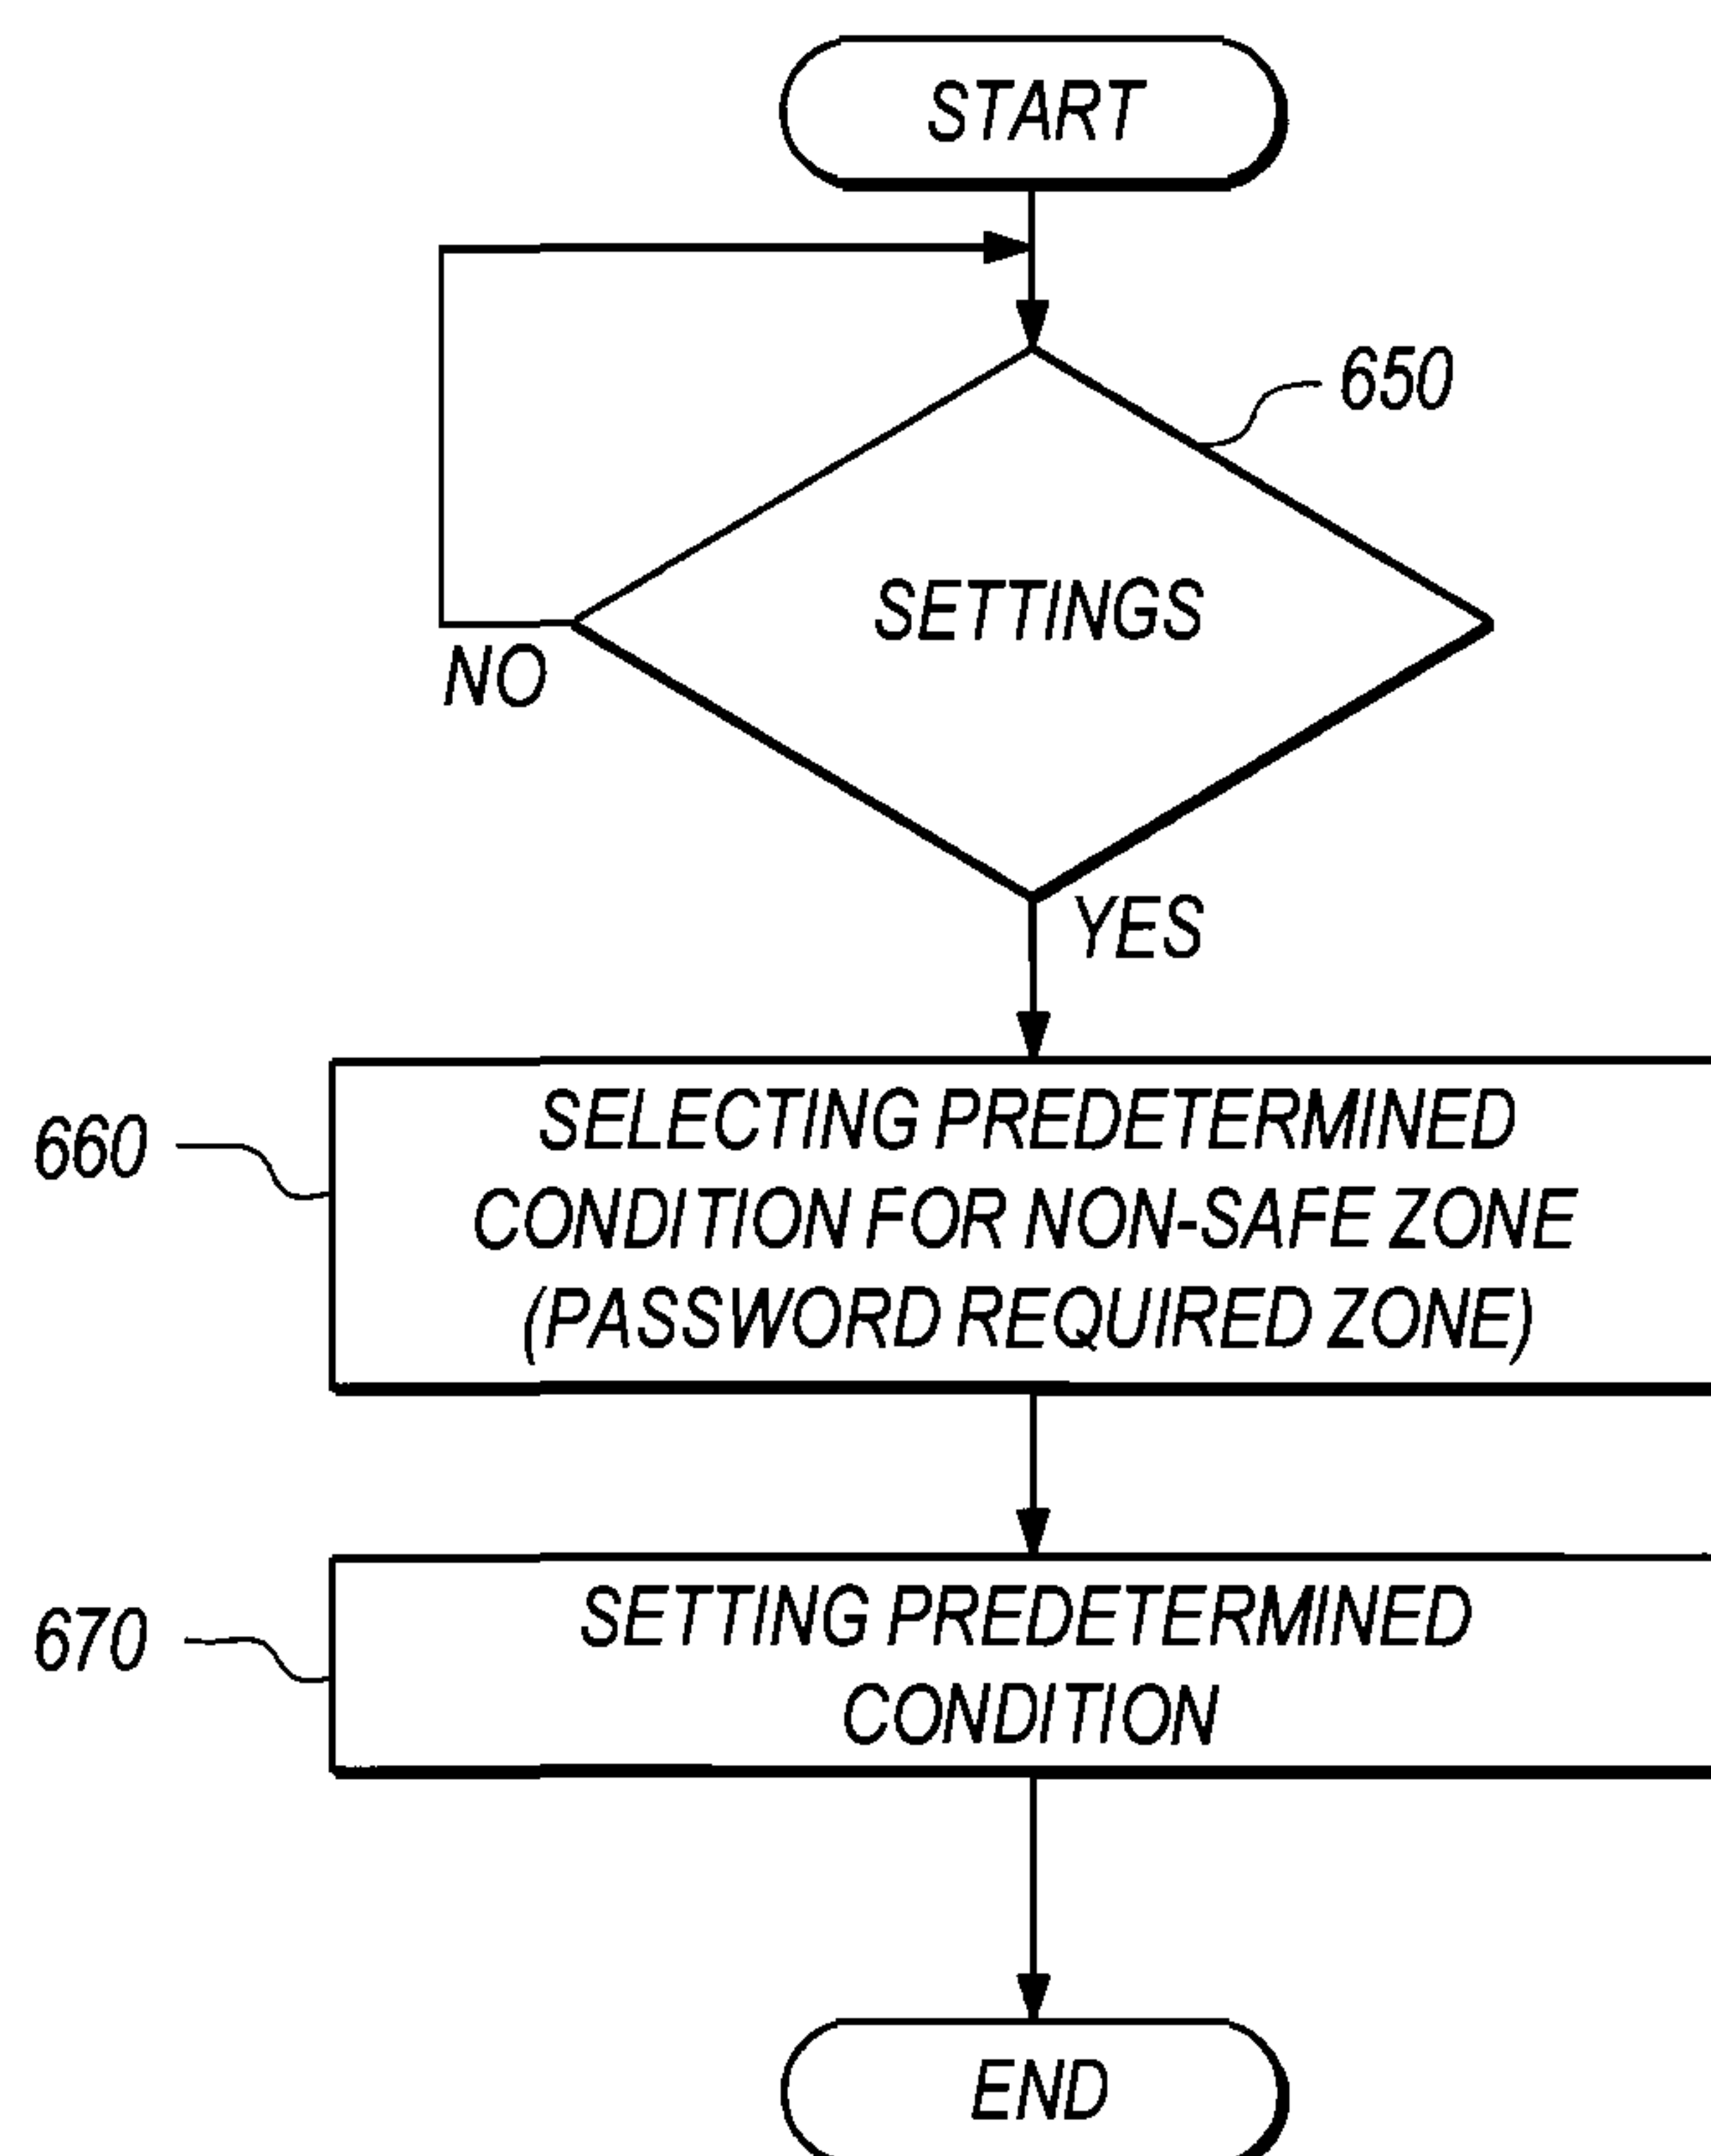 START
650
SETTINGS
NO
YES
660
SELECTING PREDETERMINED
CONDITION FOR NON-SAFE ZONE
(PASSWORD REQUIRED ZONE)
670
SETTING PREDETERMINED
CONDITION
END